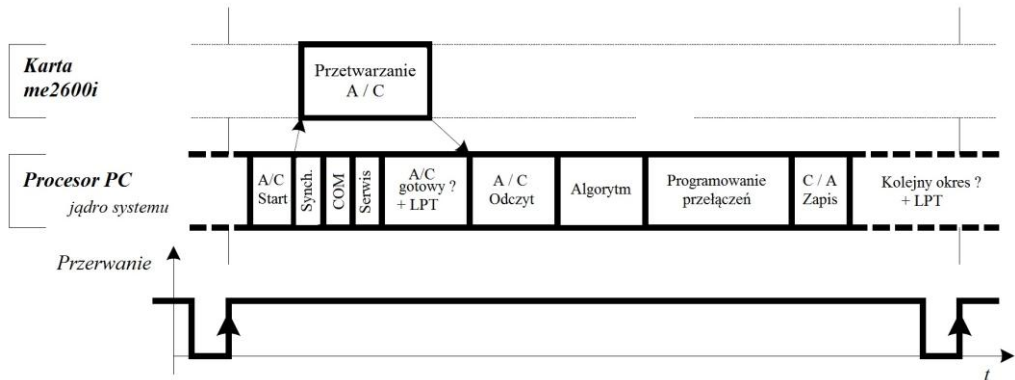 Karta
me2600i
Przetwarzanie
A / C
Procesor PC
jądro systemu
A/C
Start
Synch.
COM
Serwis
A/C
gotowy ?
+ LPT
A / C
Odczyt
Algorytm
Programowanie
przełączeń
C / A
Zapis
Kolejny okres ?
+ LPT
Przerwanie
t